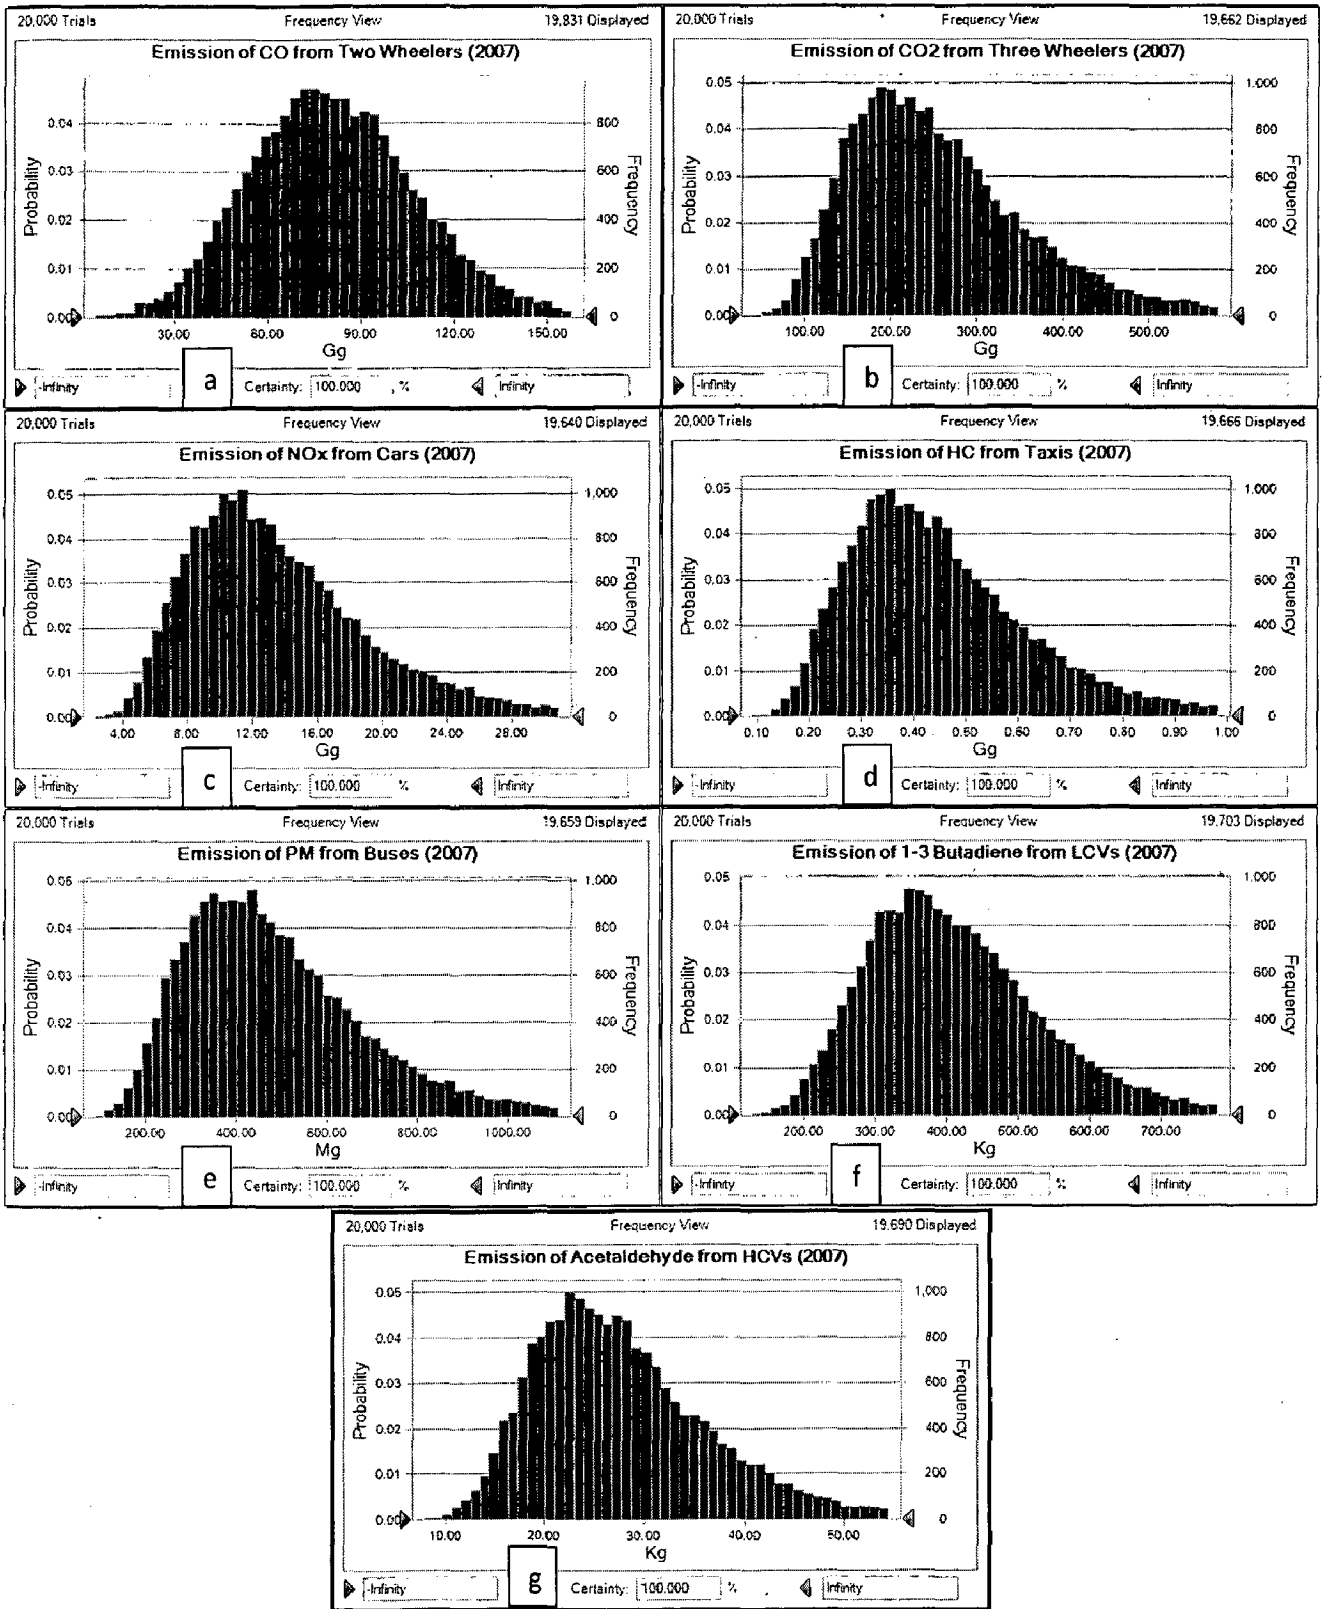 20,000 Trials Frequency View 19,831 Displayed
Emission of CO from Two Wheelers (2007)
Probability
0.04
0.03
0.02
0.01
0.00
800
600
400
200
0
Frequency
30.00 60.00 90.00 120.00 150.00
Gg
a
-Infinity Certainty: 100.000 % Infinity
20,000 Trials Frequency View 19,662 Displayed
Emission of CO2 from Three Wheelers (2007)
Probability
0.05
0.04
0.03
0.02
0.01
0.00
1,000
800
600
400
200
0
Frequency
100.00 200.00 300.00 400.00 500.00
Gg
b
-Infinity Certainty: 100.000 % Infinity
20,000 Trials Frequency View 19,640 Displayed
Emission of NOx from Cars (2007)
Probability
0.05
0.04
0.03
0.02
0.01
0.00
1,000
800
600
400
200
0
Frequency
4.00 8.00 12.00 16.00 20.00 24.00 28.00
Gg
c
-Infinity Certainty: 100.000 % Infinity
20,000 Trials Frequency View 19,666 Displayed
Emission of HC from Taxis (2007)
Probability
0.05
0.04
0.03
0.02
0.01
0.00
1,000
800
600
400
200
0
Frequency
0.10 0.20 0.30 0.40 0.50 0.60 0.70 0.80 0.90 1.00
Gg
d
-Infinity Certainty: 100.000 % Infinity
20,000 Trials Frequency View 19,659 Displayed
Emission of PM from Buses (2007)
Probability
0.05
0.04
0.03
0.02
0.01
0.00
1,000
800
600
400
200
0
Frequency
200.00 400.00 600.00 800.00 1000.00
Mg
e
-Infinity Certainty: 100.000 % Infinity
20,000 Trials Frequency View 19,703 Displayed
Emission of 1-3 Butadiene from LCVs (2007)
Probability
0.05
0.04
0.03
0.02
0.01
0.00
1,000
800
600
400
200
0
Frequency
200.00 300.00 400.00 500.00 600.00 700.00
Kg
f
-Infinity Certainty: 100.000 % Infinity
20,000 Trials Frequency View 19,690 Displayed
Emission of Acetaldehyde from HCVs (2007)
Probability
0.05
0.04
0.03
0.02
0.01
0.00
1,000
800
600
400
200
0
Frequency
10.00 20.00 30.00 40.00 50.00
Kg
g
-Infinity Certainty: 100.000 % Infinity